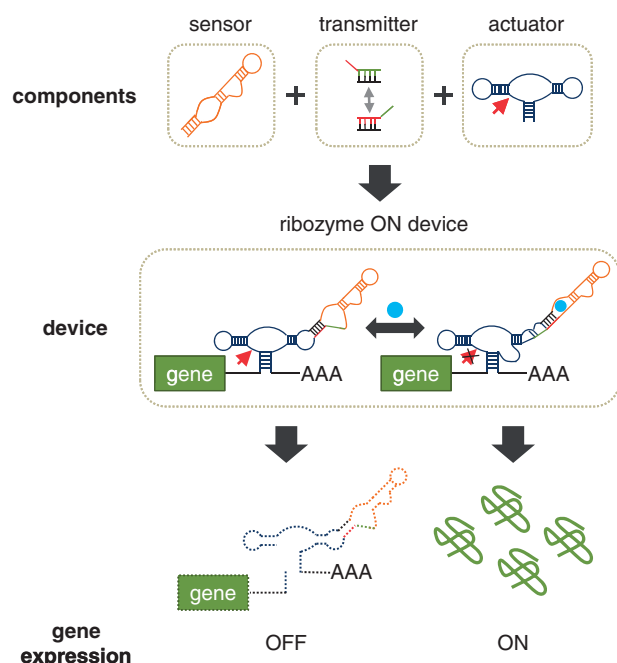 sensor transmitter actuator
components + +
ribozyme ON device
device
gene AAA gene AAA
gene AAA
gene
expression OFF ON